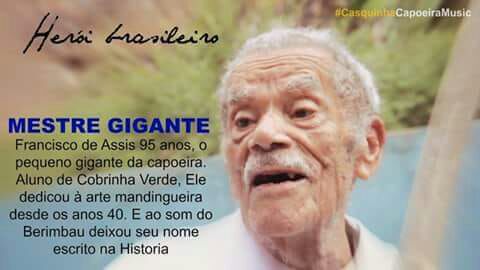 #CasquinhaCapoeiraMusic
Herói brasileiro
MESTRE GIGANTE
Francisco de Assis 95 anos, o
pequeno gigante da capoeira.
Aluno de Cobrinha Verde, Ele
dedicou à arte mandingueira
desde os anos 40. E ao som do
Berimbau deixou seu nome
escrito na Historia